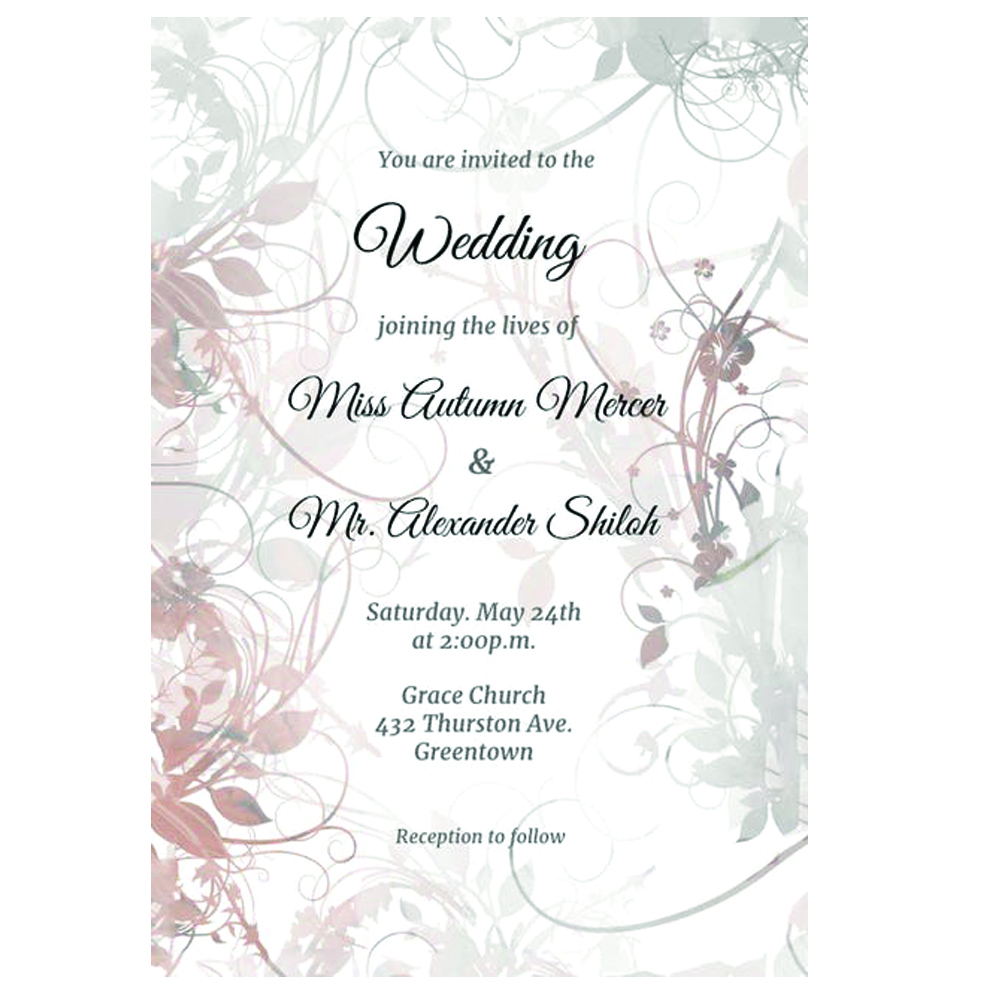 You are invited to the
Wedding
joining the lives of
Miss Autumn Mercer
&
Mr. Alexander Shiloh
Saturday. May 24th
at 2:00p.m.
Grace Church
432 Thurston Ave.
Greentown
Reception to follow